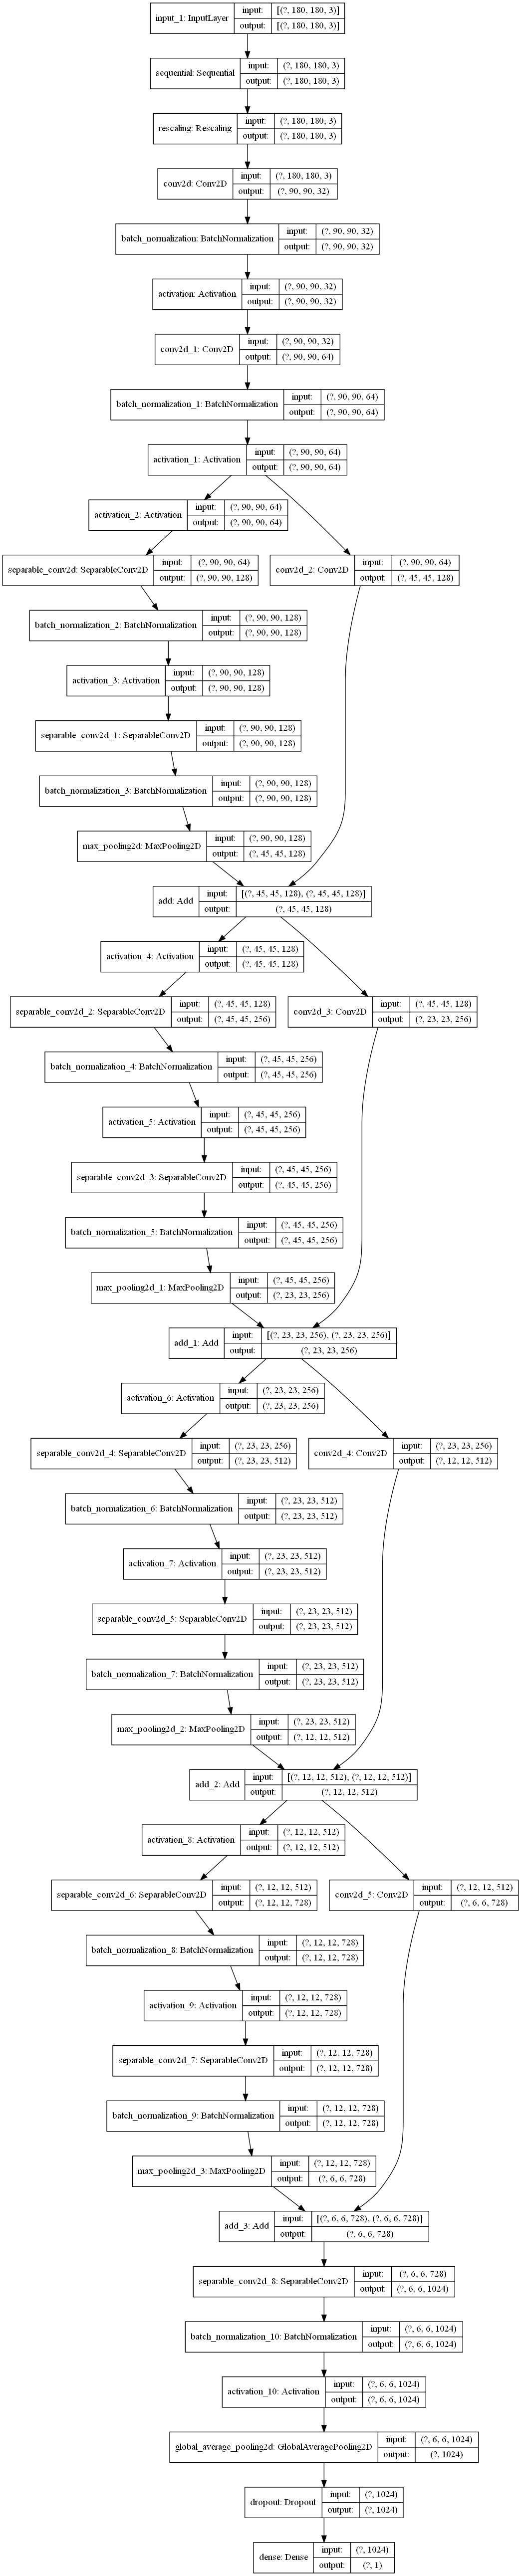 input_1: InputLayer input: [(?, 180, 180, 3)]
output: [(?, 180, 180, 3)]
sequential: Sequential input: (?, 180, 180, 3)
output: (?, 180, 180, 3)
rescaling: Rescaling input: (?, 180, 180, 3)
output: (?, 180, 180, 3)
conv2d: Conv2D input: (?, 180, 180, 3)
output: (?, 90, 90, 32)
batch_normalization: BatchNormalization input: (?, 90, 90, 32)
output: (?, 90, 90, 32)
activation: Activation input: (?, 90, 90, 32)
output: (?, 90, 90, 32)
conv2d_1: Conv2D input: (?, 90, 90, 32)
output: (?, 90, 90, 64)
batch_normalization_1: BatchNormalization input: (?, 90, 90, 64)
output: (?, 90, 90, 64)
activation_1: Activation input: (?, 90, 90, 64)
output: (?, 90, 90, 64)
activation_2: Activation input: (?, 90, 90, 64)
output: (?, 90, 90, 64)
separable_conv2d: SeparableConv2D input: (?, 90, 90, 64)
output: (?, 90, 90, 128)
conv2d_2: Conv2D input: (?, 90, 90, 64)
output: (?, 45, 45, 128)
batch_normalization_2: BatchNormalization input: (?, 90, 90, 128)
output: (?, 90, 90, 128)
activation_3: Activation input: (?, 90, 90, 128)
output: (?, 90, 90, 128)
separable_conv2d_1: SeparableConv2D input: (?, 90, 90, 128)
output: (?, 90, 90, 128)
batch_normalization_3: BatchNormalization input: (?, 90, 90, 128)
output: (?, 90, 90, 128)
max_pooling2d: MaxPooling2D input: (?, 90, 90, 128)
output: (?, 45, 45, 128)
add: Add input: [(?, 45, 45, 128), (?, 45, 45, 128)]
output: (?, 45, 45, 128)
activation_4: Activation input: (?, 45, 45, 128)
output: (?, 45, 45, 128)
separable_conv2d_2: SeparableConv2D input: (?, 45, 45, 128)
output: (?, 45, 45, 256)
conv2d_3: Conv2D input: (?, 45, 45, 128)
output: (?, 23, 23, 256)
batch_normalization_4: BatchNormalization input: (?, 45, 45, 256)
output: (?, 45, 45, 256)
activation_5: Activation input: (?, 45, 45, 256)
output: (?, 45, 45, 256)
separable_conv2d_3: SeparableConv2D input: (?, 45, 45, 256)
output: (?, 45, 45, 256)
batch_normalization_5: BatchNormalization input: (?, 45, 45, 256)
output: (?, 45, 45, 256)
max_pooling2d_1: MaxPooling2D input: (?, 45, 45, 256)
output: (?, 23, 23, 256)
add_1: Add input: [(?, 23, 23, 256), (?, 23, 23, 256)]
output: (?, 23, 23, 256)
activation_6: Activation input: (?, 23, 23, 256)
output: (?, 23, 23, 256)
separable_conv2d_4: SeparableConv2D input: (?, 23, 23, 256)
output: (?, 23, 23, 512)
conv2d_4: Conv2D input: (?, 23, 23, 256)
output: (?, 12, 12, 512)
batch_normalization_6: BatchNormalization input: (?, 23, 23, 512)
output: (?, 23, 23, 512)
activation_7: Activation input: (?, 23, 23, 512)
output: (?, 23, 23, 512)
separable_conv2d_5: SeparableConv2D input: (?, 23, 23, 512)
output: (?, 23, 23, 512)
batch_normalization_7: BatchNormalization input: (?, 23, 23, 512)
output: (?, 23, 23, 512)
max_pooling2d_2: MaxPooling2D input: (?, 23, 23, 512)
output: (?, 12, 12, 512)
add_2: Add input: [(?, 12, 12, 512), (?, 12, 12, 512)]
output: (?, 12, 12, 512)
activation_8: Activation input: (?, 12, 12, 512)
output: (?, 12, 12, 512)
separable_conv2d_6: SeparableConv2D input: (?, 12, 12, 512)
output: (?, 12, 12, 728)
conv2d_5: Conv2D input: (?, 12, 12, 512)
output: (?, 6, 6, 728)
batch_normalization_8: BatchNormalization input: (?, 12, 12, 728)
output: (?, 12, 12, 728)
activation_9: Activation input: (?, 12, 12, 728)
output: (?, 12, 12, 728)
separable_conv2d_7: SeparableConv2D input: (?, 12, 12, 728)
output: (?, 12, 12, 728)
batch_normalization_9: BatchNormalization input: (?, 12, 12, 728)
output: (?, 12, 12, 728)
max_pooling2d_3: MaxPooling2D input: (?, 12, 12, 728)
output: (?, 6, 6, 728)
add_3: Add input: [(?, 6, 6, 728), (?, 6, 6, 728)]
output: (?, 6, 6, 728)
separable_conv2d_8: SeparableConv2D input: (?, 6, 6, 728)
output: (?, 6, 6, 1024)
batch_normalization_10: BatchNormalization input: (?, 6, 6, 1024)
output: (?, 6, 6, 1024)
activation_10: Activation input: (?, 6, 6, 1024)
output: (?, 6, 6, 1024)
global_average_pooling2d: GlobalAveragePooling2D input: (?, 6, 6, 1024)
output: (?, 1024)
dropout: Dropout input: (?, 1024)
output: (?, 1024)
dense: Dense input: (?, 1024)
output: (?, 1)